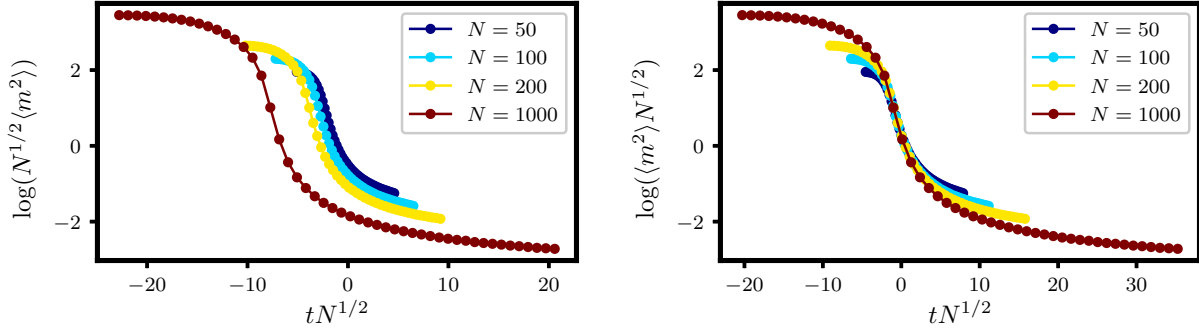 log(N^{1/2}⟨m^2⟩)
2
0
−2
−20
−10
0
10
20
tN^{1/2}
N = 50
N = 100
N = 200
N = 1000
log(⟨m^2⟩N^{1/2})
2
0
−2
−20
−10
0
10
20
30
tN^{1/2}
N = 50
N = 100
N = 200
N = 1000